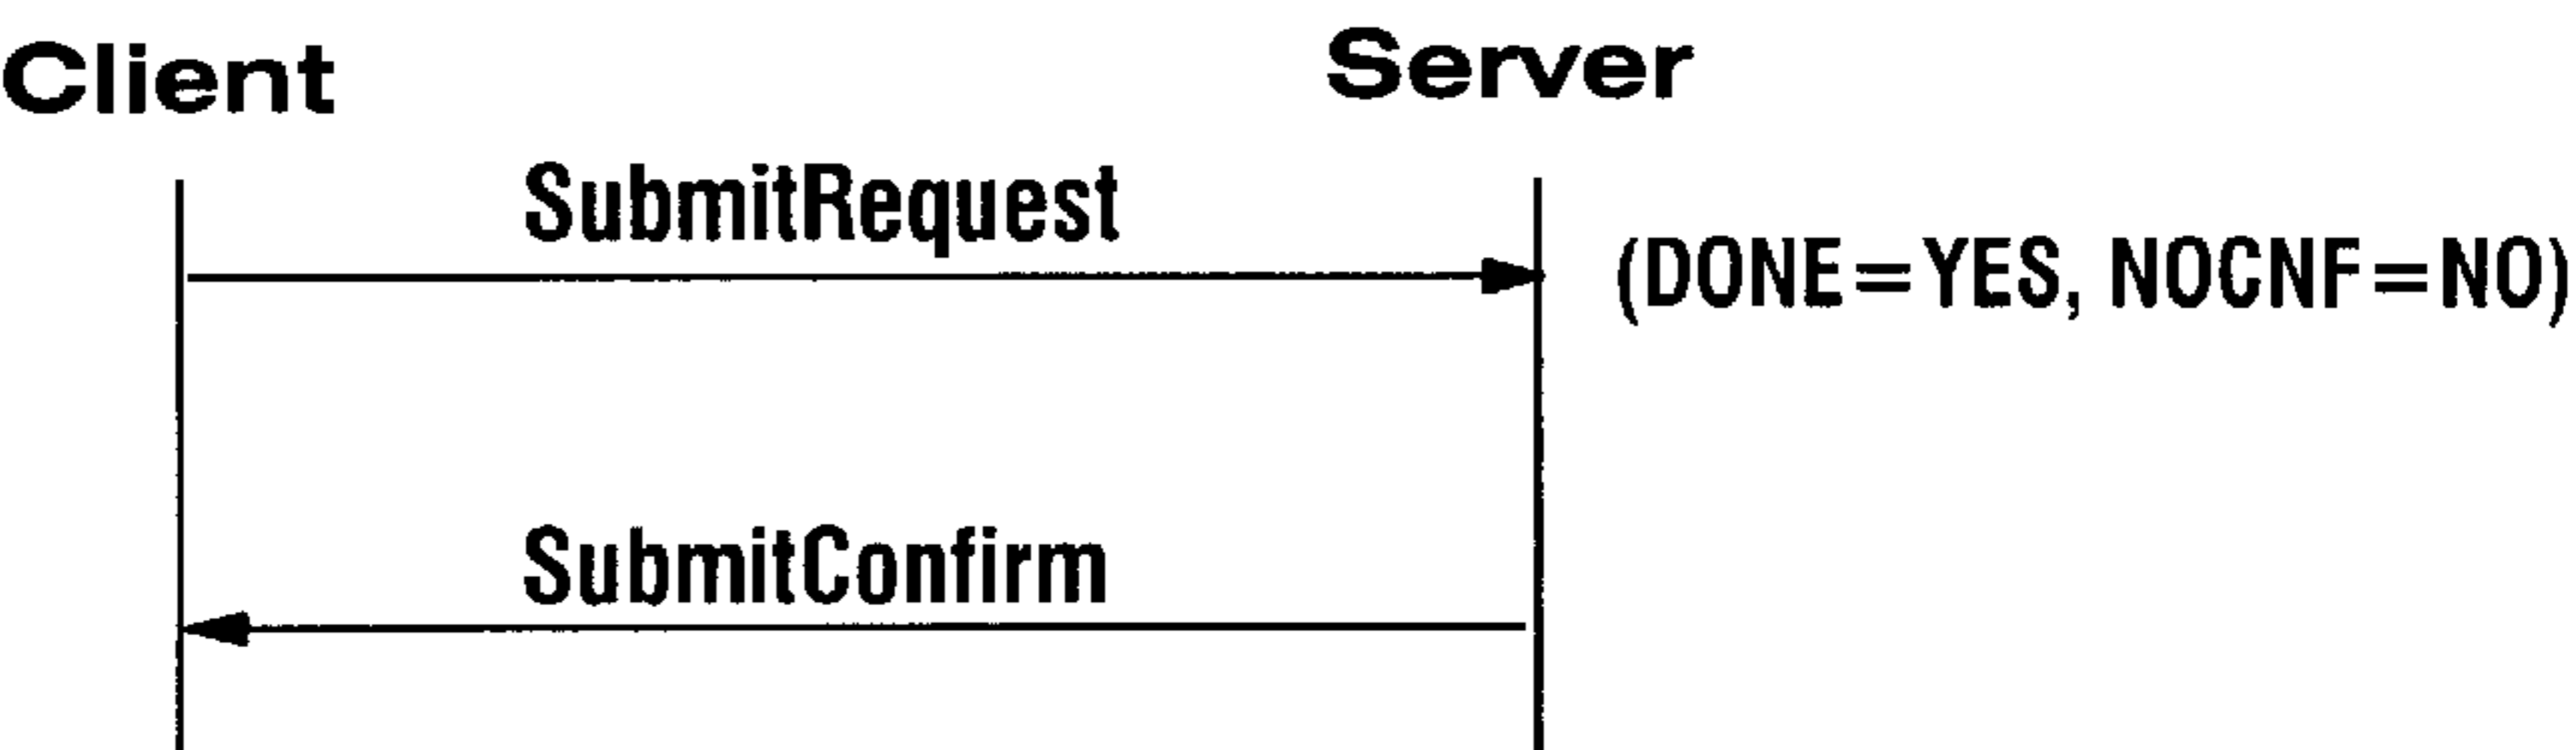 Client
Server
SubmitRequest
(DONE=YES, NOCNF=NO)
SubmitConfirm